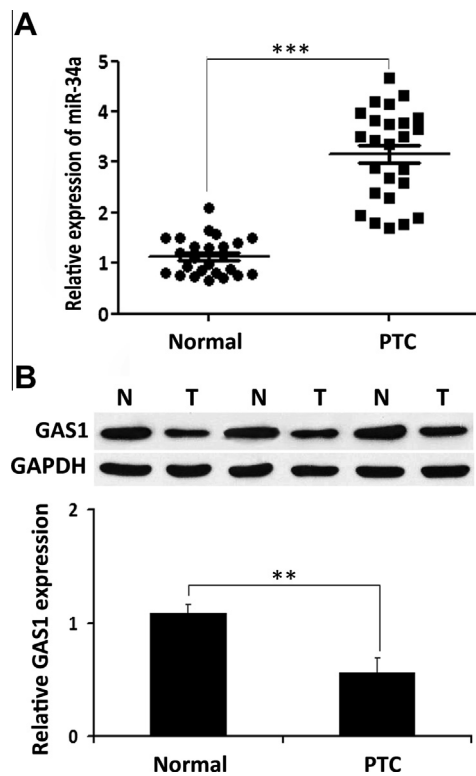 A
Relative expression of miR-34a
5
4
3
2
1
0
***
Normal PTC
B
N T N T N T
GAS1
GAPDH
Relative GAS1 expression
2
1
0
**
Normal PTC